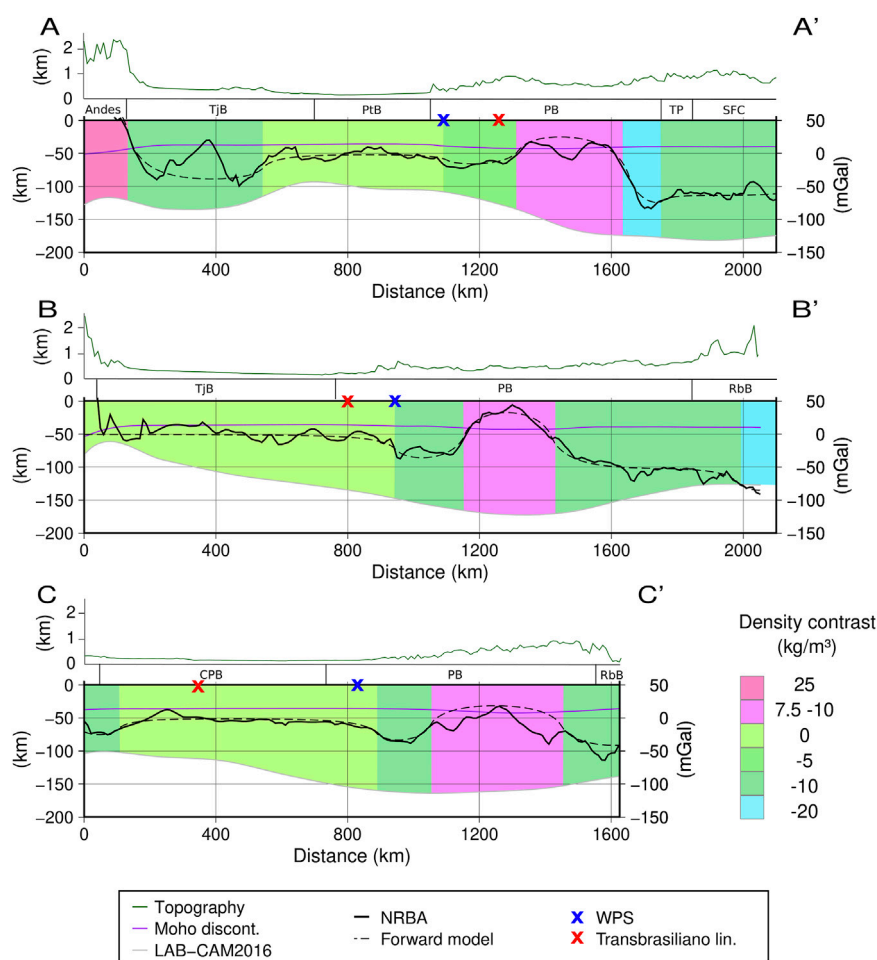 A A'
2
1
0
(km)
Andes TjB PtB PB TP SFC
0 50
−50 0
−100 −50
−150 −100
−200 −150
(km) (mGal)
0 400 800 1200 1600 2000
Distance (km)
B B'
2
1
0
(km)
TjB PB RbB
0 50
−50 0
−100 −50
−150 −100
−200 −150
(km) (mGal)
0 400 800 1200 1600 2000
Distance (km)
C C'
2
1
0
(km)
CPB PB RbB
0 50
−50 0
−100 −50
−150 −100
−200 −150
(km) (mGal)
0 400 800 1200 1600
Distance (km)
Density contrast
(kg/m³)
25
7.5 -10
0
-5
-10
-20
Topography
Moho discont.
LAB−CAM2016
NRBA
Forward model
X WPS
X Transbrasiliano lin.